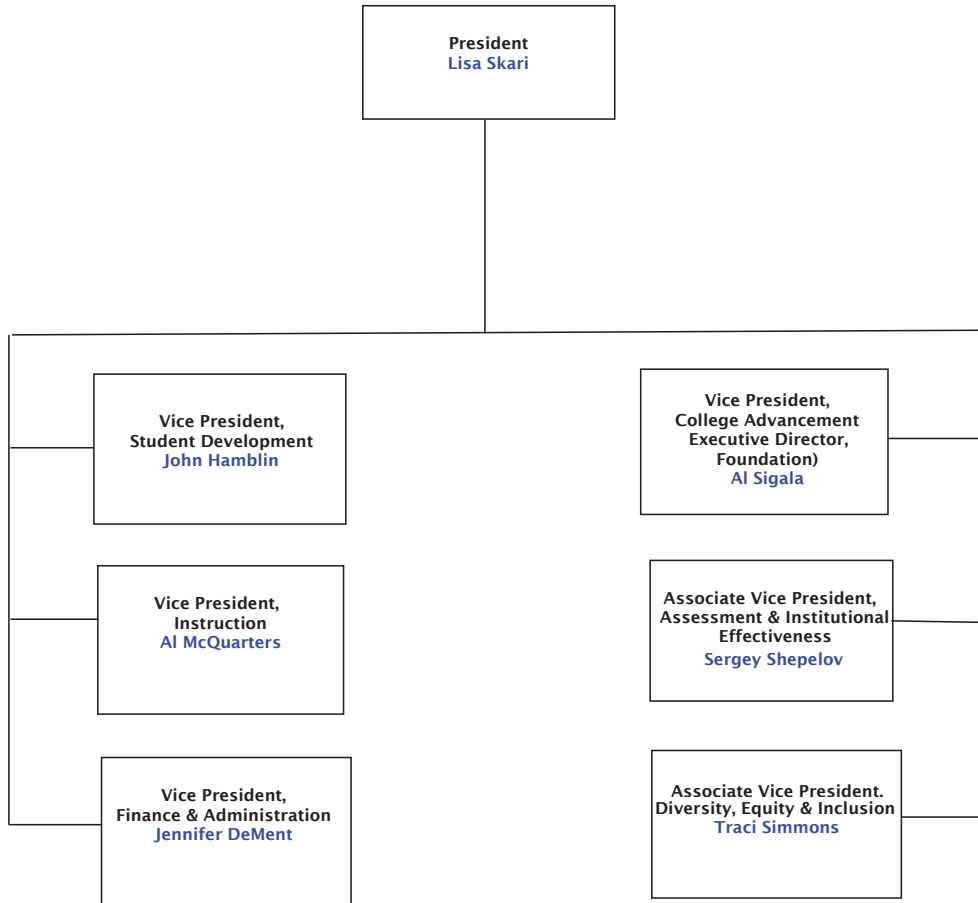 President
Lisa Skari
Vice President,
Student Development
John Hamblin
Vice President,
College Advancement
Executive Director,
Foundation)
Al Sigala
Vice President,
Instruction
Al McQuarters
Associate Vice President,
Assessment & Institutional
Effectiveness
Sergey Shepelov
Vice President,
Finance & Administration
Jennifer DeMent
Associate Vice President.
Diversity, Equity & Inclusion
Traci Simmons